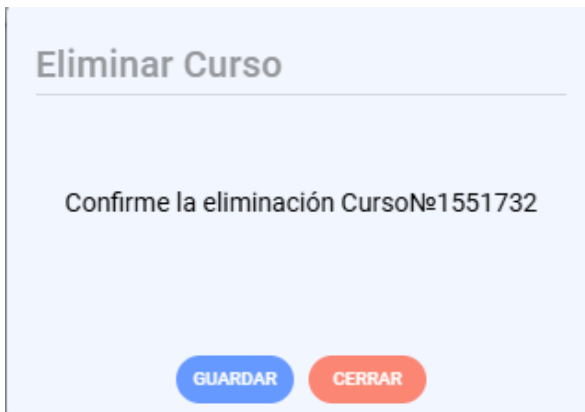 Eliminar Curso
Confirme la eliminación Curso№1551732
GUARDAR CERRAR